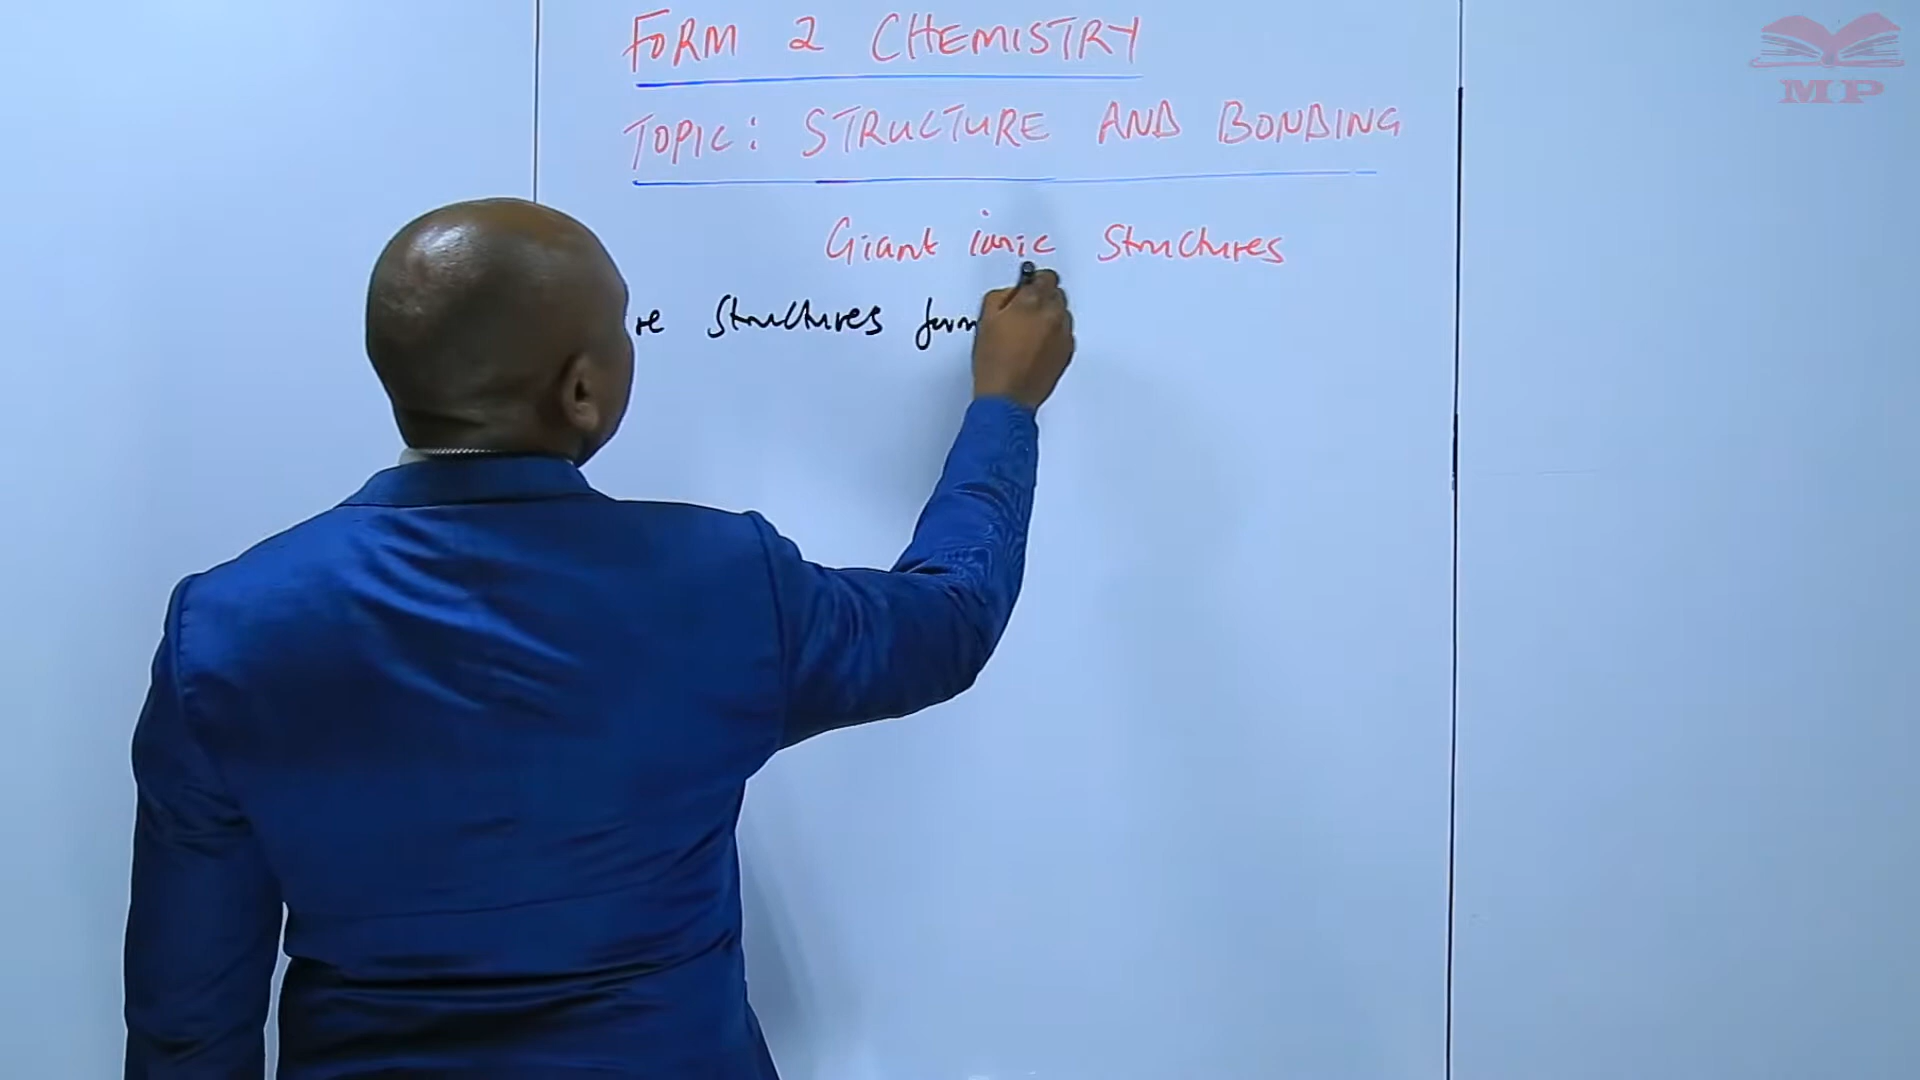 FORM 2 CHEMISTRY
TOPIC: STRUCTURE AND BONDING
Giant ionic Structures
re Structures form
MP